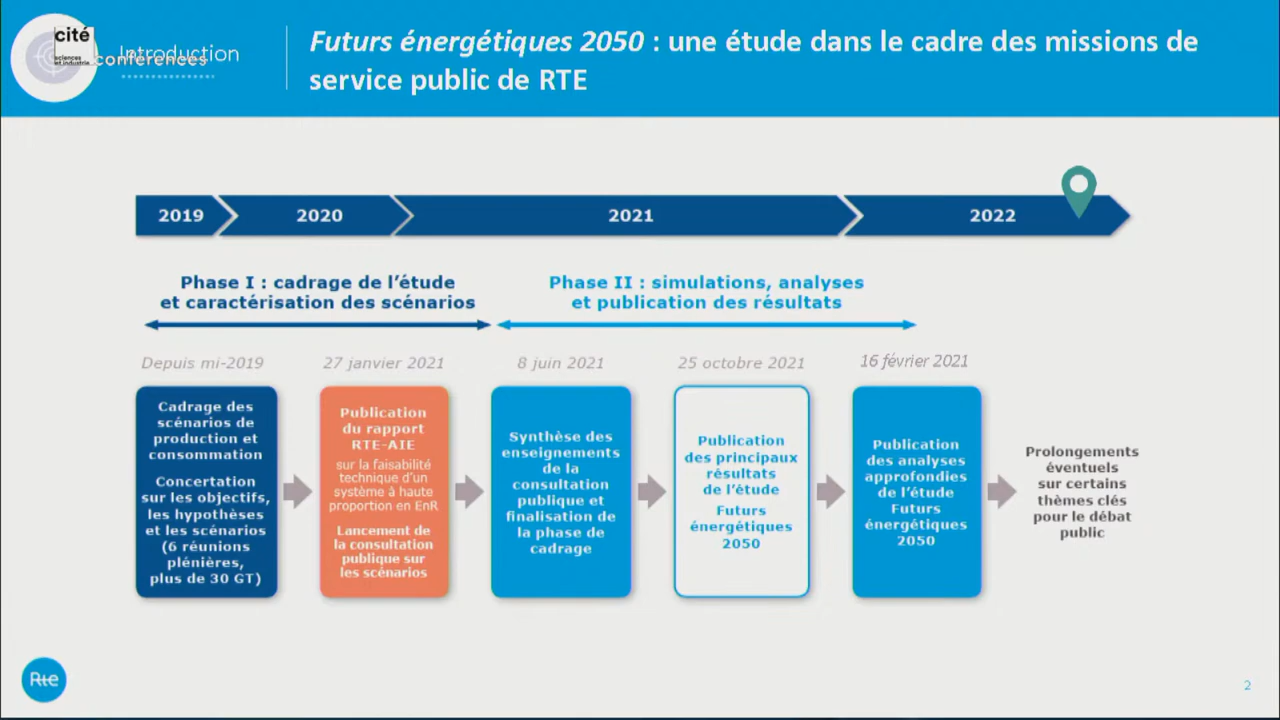 cité
sciences
et industrie
conférences
Introduction
Futurs énergétiques 2050 : une étude dans le cadre des missions de
service public de RTE
2019
2020
2021
2022
Phase I : cadrage de l'étude
et caractérisation des scénarios
Phase II : simulations, analyses
et publication des résultats
Depuis mi-2019
27 janvier 2021
8 juin 2021
25 octobre 2021
16 février 2021
Cadrage des
scénarios de
production et
consommation
Concertation
sur les objectifs,
les hypothèses
et les scénarios
(6 réunions
plénières,
plus de 30 GT)
Publication
du rapport
RTE-AIE
sur la faisabilité
technique d'un
système à haute
proportion en EnR
Lancement de
la consultation
publique sur
les scénarios
Synthèse des
enseignements
de la
consultation
publique et
finalisation de
la phase de
cadrage
Publication
des principaux
résultats
de l'étude
Futurs
énergétiques
2050
Publication
des analyses
approfondies
de l'étude
Futurs
énergétiques
2050
Prolongements
éventuels
sur certains
thèmes clés
pour le débat
public
Rte
2